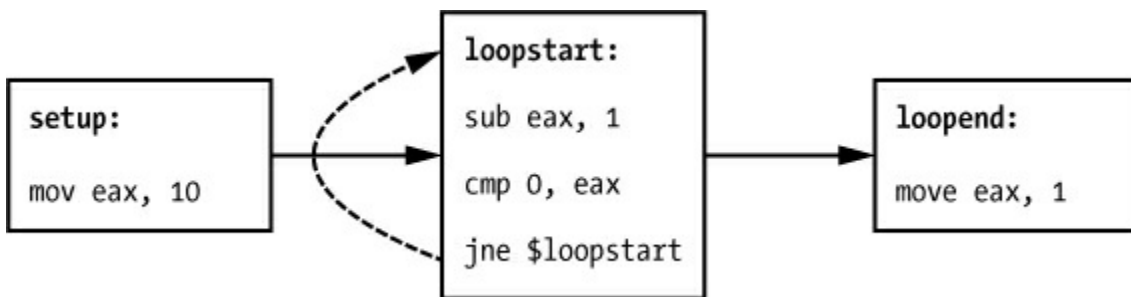 setup:
mov eax, 10
loopstart:
sub eax, 1
cmp 0, eax
jne $loopstart
loopend:
move eax, 1